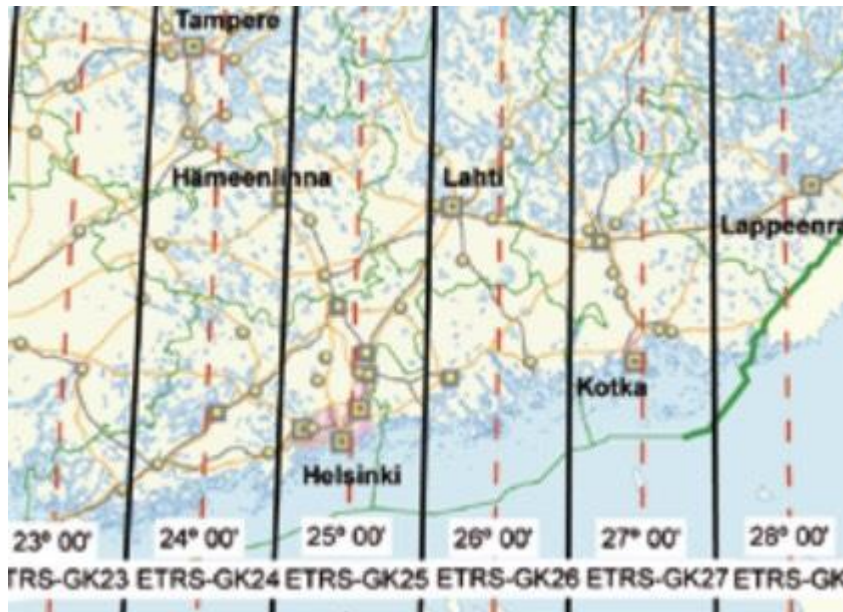 Tampere
Hämeenlinna
Lahti
Lappeenra
Kotka
Helsinki
23° 00' 24° 00' 25° 00' 26° 00' 27° 00' 28° 00'
TRS-GK23 ETRS-GK24 ETRS-GK25 ETRS-GK26 ETRS-GK27 ETRS-GK